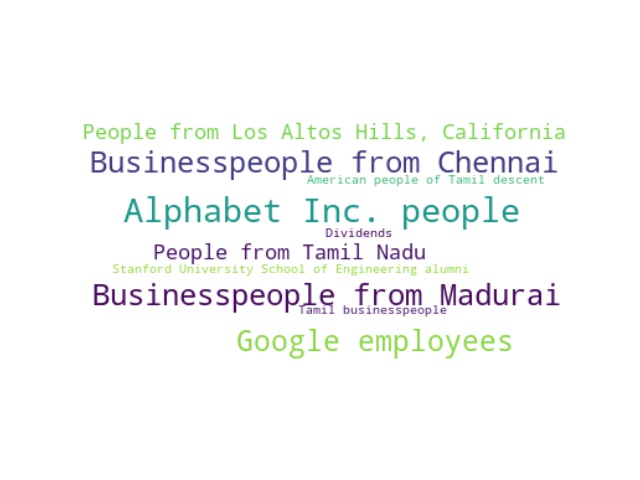 People from Los Altos Hills, California
Businesspeople from Chennai
American people of Tamil descent
Alphabet Inc. people
Dividends
People from Tamil Nadu
Stanford University School of Engineering alumni
Businesspeople from Madurai
Tamil businesspeople
Google employees